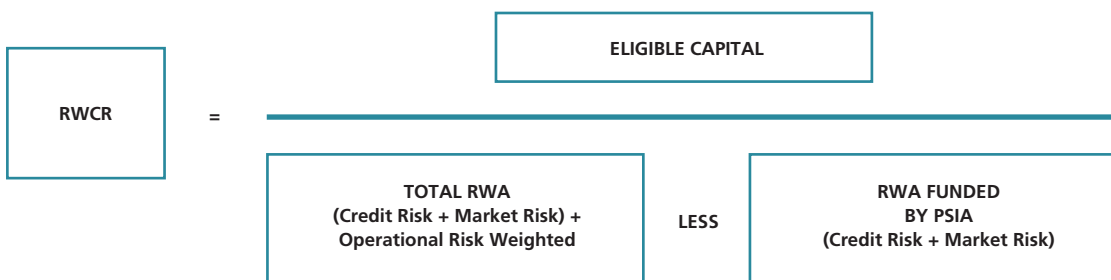 ELIGIBLE CAPITAL
RWCR
=
TOTAL RWA
(Credit Risk + Market Risk) +
Operational Risk Weighted
LESS
RWA FUNDED
BY PSIA
(Credit Risk + Market Risk)